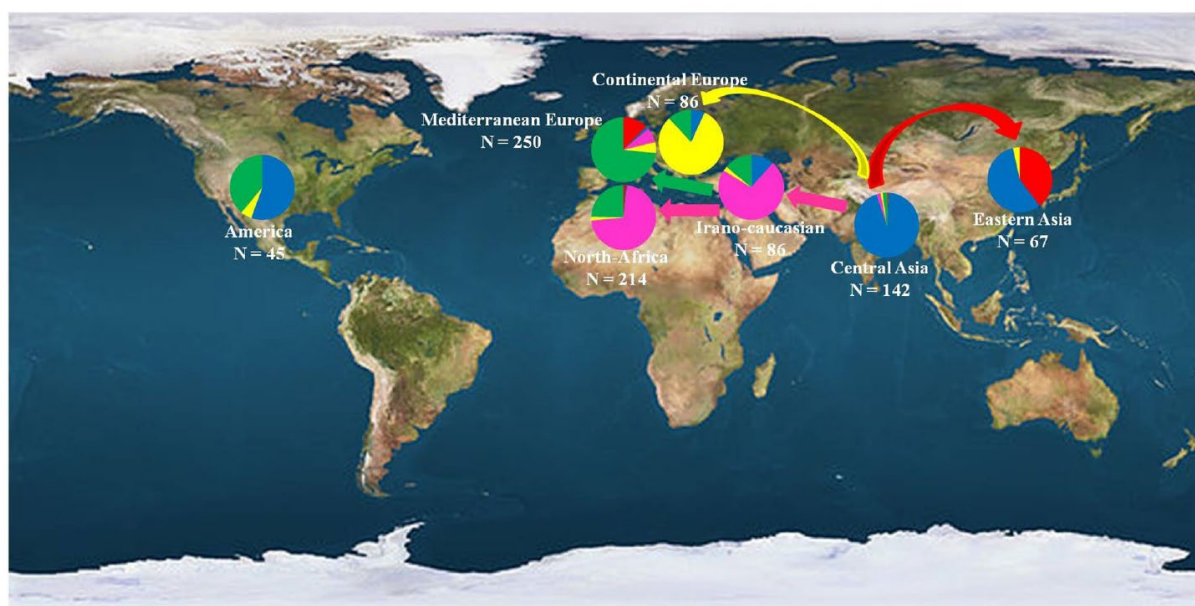 Continental Europe
N = 86
Mediterranean Europe
N = 250
America
N = 45
North-Africa
N = 214
Irano-caucasian
N = 86
Central Asia
N = 142
Eastern Asia
N = 67